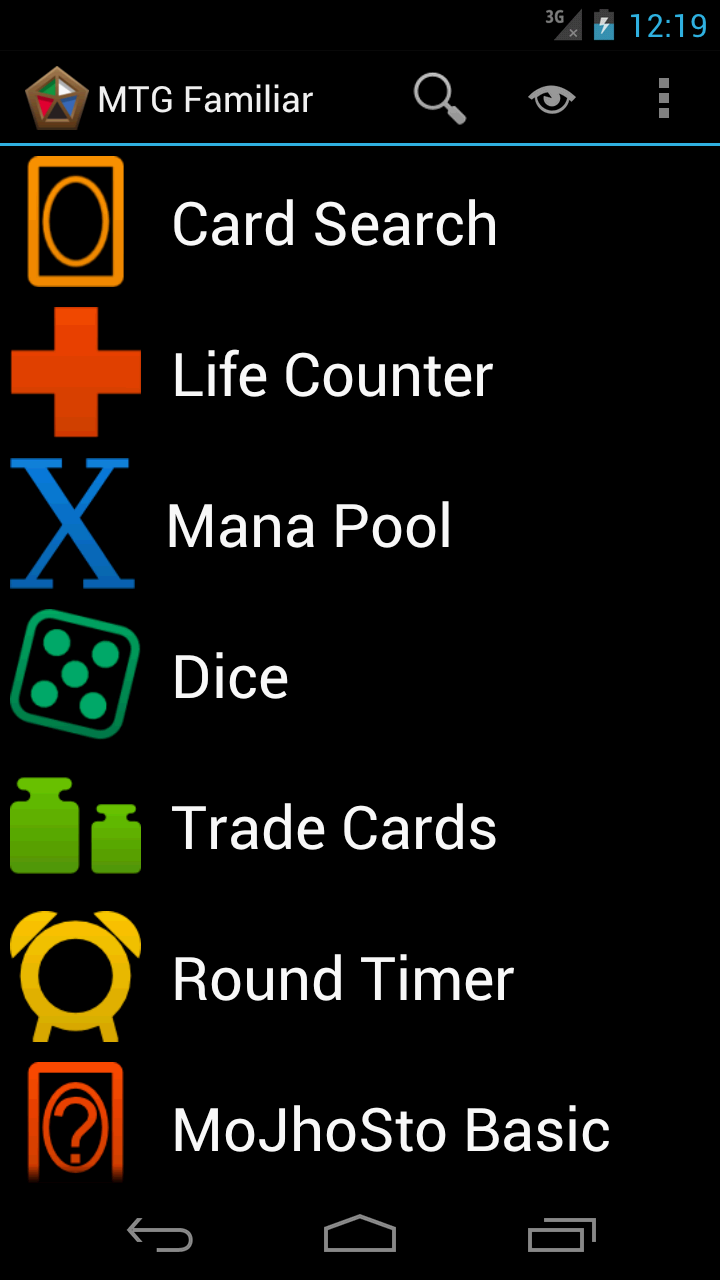 3G
12:19
MTG Familiar
Card Search
Life Counter
X
Mana Pool
Dice
Trade Cards
Round Timer
?
MoJhoSto Basic